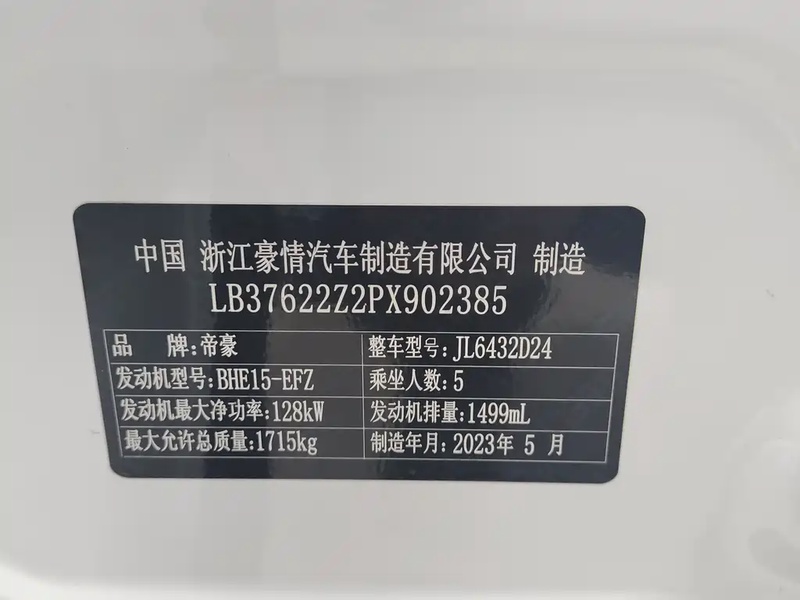 中国 浙江豪情汽车制造有限公司 制造
LB37622Z2PX902385
品 牌:帝豪 整车型号:JL6432D24
发动机型号:BHE15-EFZ 乘坐人数:5
发动机最大净功率:128kW 发动机排量:1499mL
最大允许总质量:1715kg 制造年月:2023年 5 月